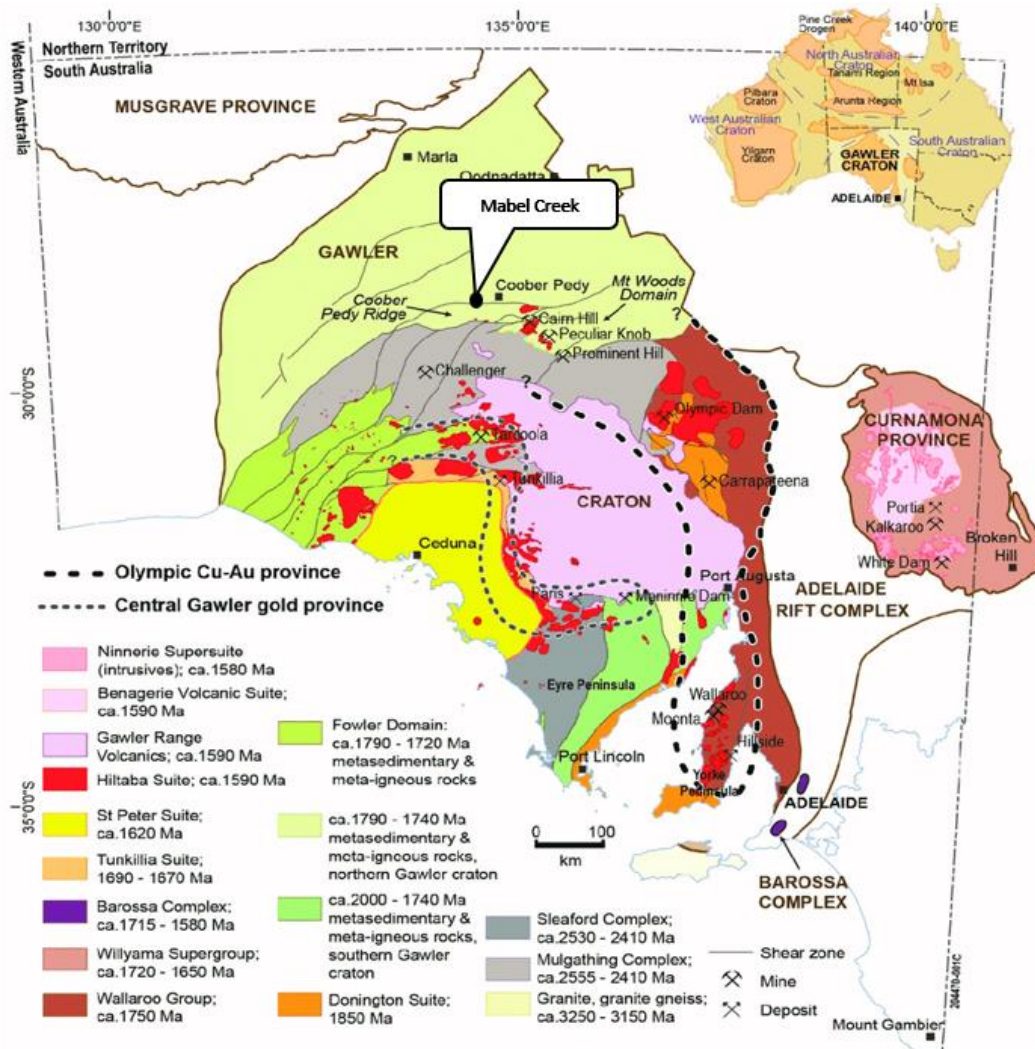 130°0'0"E
135°0'0"E
140°0'0"E
Western Australia
Northern Territory
South Australia
MUSGRAVE PROVINCE
Marla
Oodnadatta
Mabel Creek
GAWLER
Coober Pedy
Coober
Pedy Ridge
Mt Woods
Domain
Cairn Hill
Peculiar Knob
Prominent Hill
?
Challenger
?
30°0'0"S
Olympic Dam
Tarcoola
?
Tunkillia
CRATON
Carrapateena
CURNAMONA
PROVINCE
Portia
Kalkaroo
Broken
Hill
White Dam
Ceduna
Port Augusta
Paris
Menninnie Dam
ADELAIDE
RIFT COMPLEX
Eyre Peninsula
Wallaroo
Moonta
Hillside
Port Lincoln
Yorke
Peninsula
ADELAIDE
35°0'0"S
BAROSSA
COMPLEX
Mount Gambier
204470-001C
Pine Creek
Orogen
North Australian
Craton
Tanami Region
Mt Isa
Pilbara
Craton
Arunta Region
West Australian
Craton
South Australian
Craton
Yilgarn
Craton
GAWLER
CRATON
ADELAIDE
Olympic Cu-Au province
Central Gawler gold province
Ninnerie Supersuite
(intrusives); ca.1580 Ma
Benagerie Volcanic Suite;
ca.1590 Ma
Gawler Range
Volcanics; ca.1590 Ma
Hiltaba Suite; ca.1590 Ma
St Peter Suite;
ca.1620 Ma
Tunkillia Suite;
1690 - 1670 Ma
Barossa Complex;
ca.1715 - 1580 Ma
Willyama Supergroup;
ca.1720 - 1650 Ma
Wallaroo Group;
ca.1750 Ma
Fowler Domain:
ca.1790 - 1720 Ma
metasedimentary &
meta-igneous rocks
ca.1790 - 1740 Ma
metasedimentary &
meta-igneous rocks,
northern Gawler craton
ca.2000 - 1740 Ma
metasedimentary &
meta-igneous rocks,
southern Gawler
craton
Donington Suite;
1850 Ma
0 100
km
Sleaford Complex;
ca.2530 - 2410 Ma
Mulgathing Complex;
ca.2555 - 2410 Ma
Granite, granite gneiss;
ca.3250 - 3150 Ma
Shear zone
Mine
Deposit